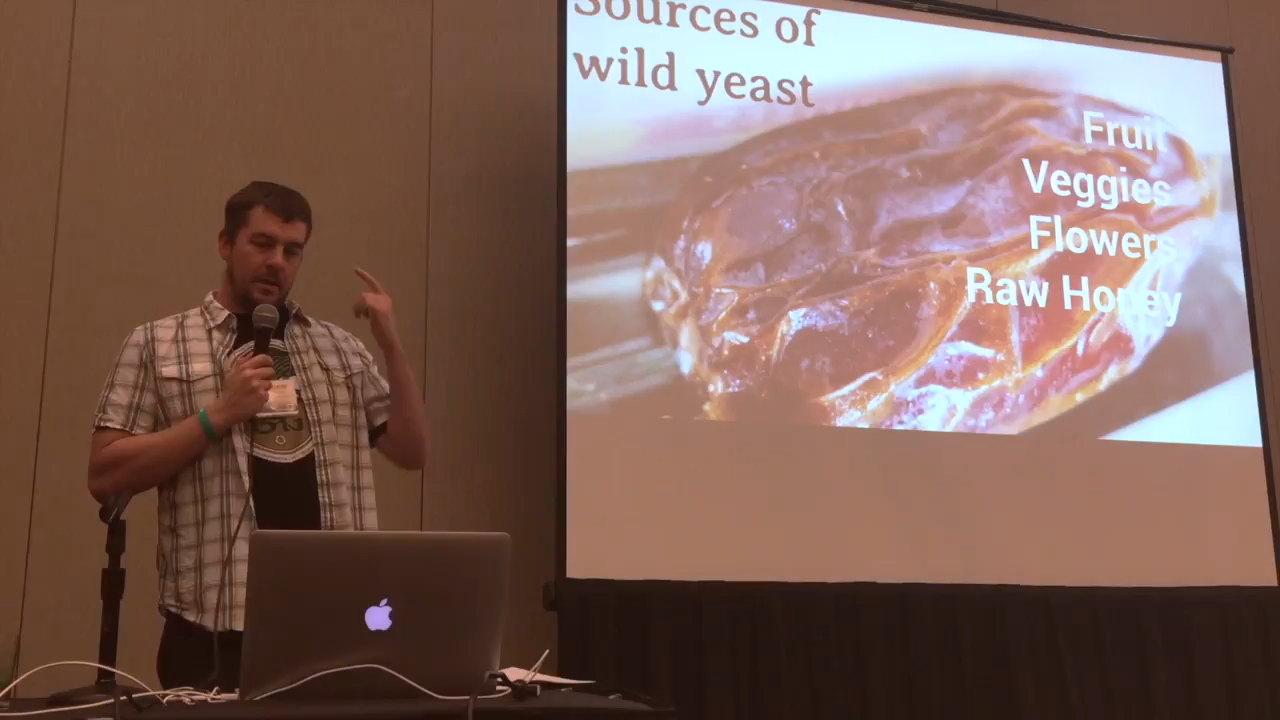 Sources of
wild yeast
Fruit
Veggies
Flowers
Raw Honey